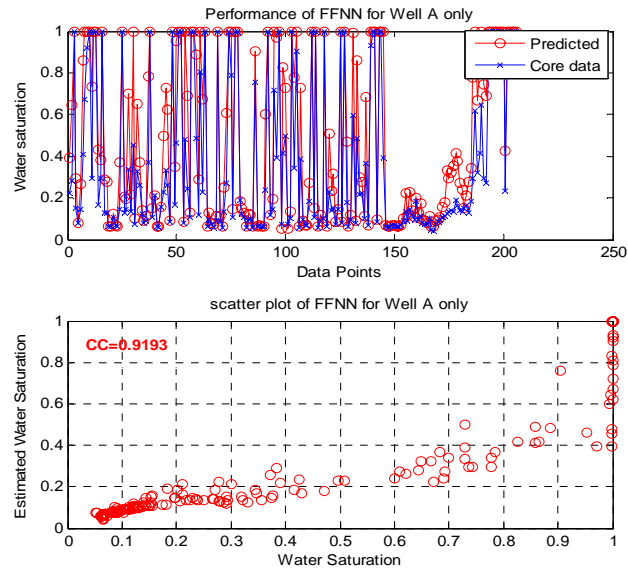 Performance of FFNN for Well A only
Water saturation
1
0.8
0.6
0.4
0.2
0
0 50 100 150 200 250
Data Points
Predicted
Core data
scatter plot of FFNN for Well A only
Estimated Water Saturation
CC=0.9193
1
0.8
0.6
0.4
0.2
0
0 0.1 0.2 0.3 0.4 0.5 0.6 0.7 0.8 0.9 1
Water Saturation